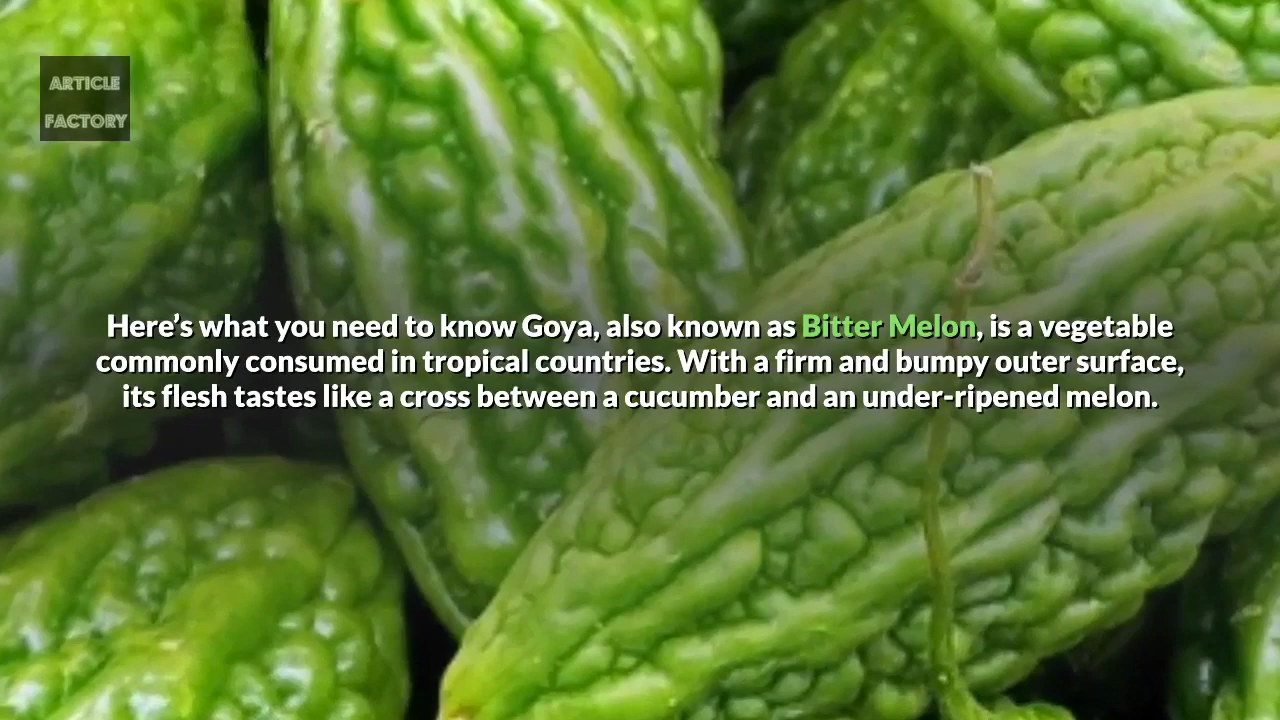 ARTICLE
FACTORY
Here’s what you need to know Goya, also known as Bitter Melon, is a vegetable
commonly consumed in tropical countries. With a firm and bumpy outer surface,
its flesh tastes like a cross between a cucumber and an under-ripened melon.